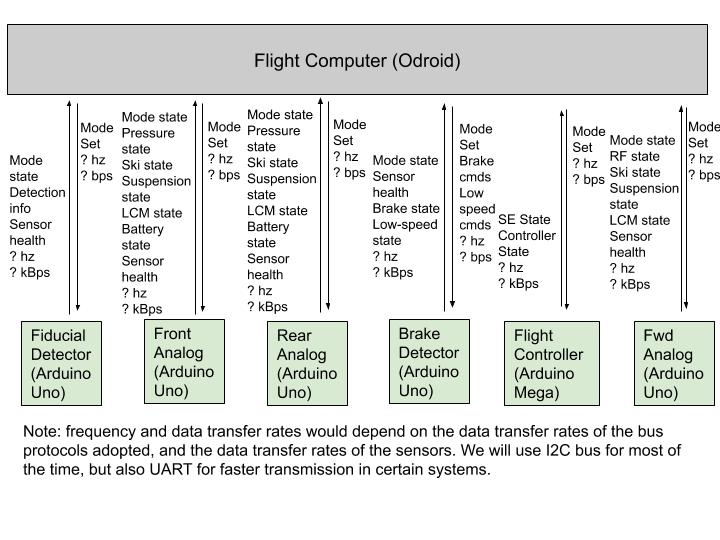 Flight Computer (Odroid)
Mode
state
Detection
info
Sensor
health
? hz
? kBps
Mode
Set
? hz
? bps
Mode state
Pressure
state
Ski state
Suspension
state
LCM state
Battery
state
Sensor
health
? hz
? kBps
Mode
Set
? hz
? bps
Mode state
Pressure
state
Ski state
Suspension
state
LCM state
Battery
state
Sensor
health
? hz
? kBps
Mode
Set
? hz
? bps
Mode state
Sensor
health
Brake state
Low-speed
state
? hz
? kBps
Mode
Set
Brake
cmds
Low
speed
cmds
? hz
? bps
SE State
Controller
State
? hz
? kBps
Mode
Set
? hz
? bps
Mode state
RF state
Ski state
Suspension
state
LCM state
Sensor
health
? hz
? kBps
Mode
Set
? hz
? bps
Fiducial
Detector
(Arduino
Uno)
Front
Analog
(Arduino
Uno)
Rear
Analog
(Arduino
Uno)
Brake
Detector
(Arduino
Uno)
Flight
Controller
(Arduino
Mega)
Fwd
Analog
(Arduino
Uno)
Note: frequency and data transfer rates would depend on the data transfer rates of the bus
protocols adopted, and the data transfer rates of the sensors. We will use I2C bus for most of
the time, but also UART for faster transmission in certain systems.